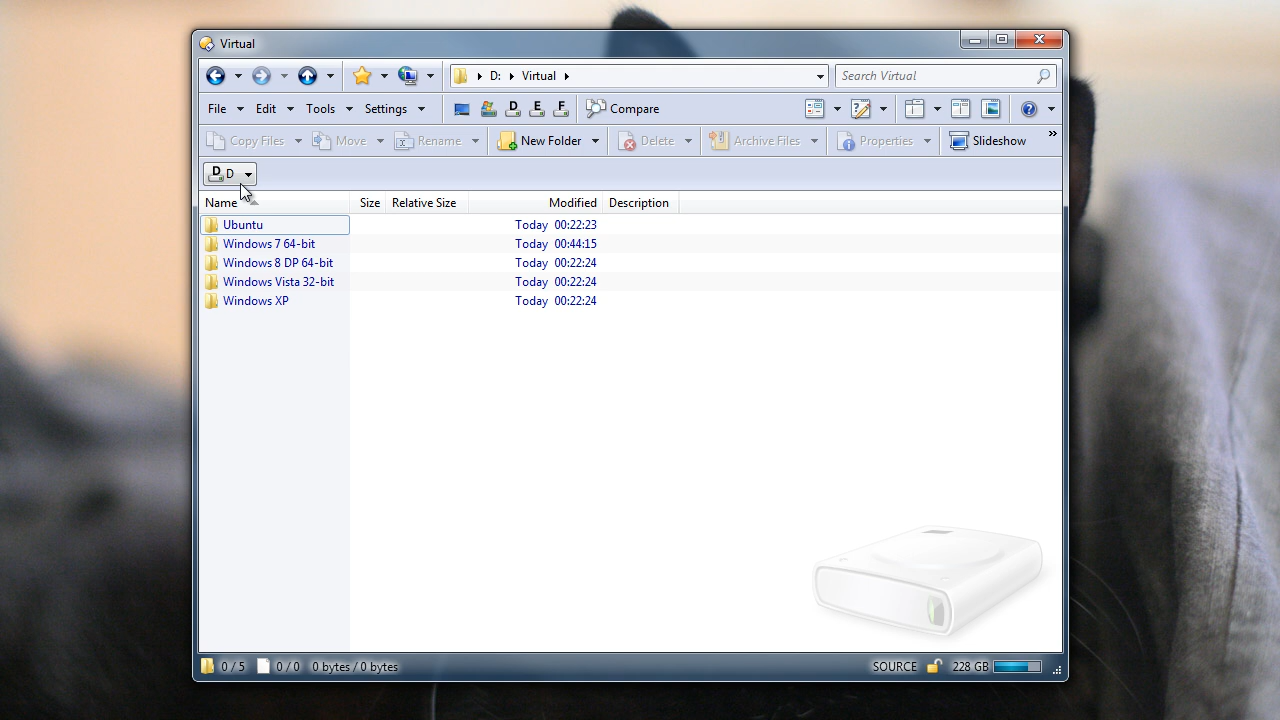 Virtual
D: Virtual Search Virtual
File Edit Tools Settings D E F Compare
Copy Files Move Rename New Folder Delete Archive Files Properties Slideshow »
D D
Name Size Relative Size Modified Description
Ubuntu Today 00:22:23
Windows 7 64-bit Today 00:44:15
Windows 8 DP 64-bit Today 00:22:24
Windows Vista 32-bit Today 00:22:24
Windows XP Today 00:22:24
0 / 5 0 / 0 0 bytes / 0 bytes SOURCE 228 GB